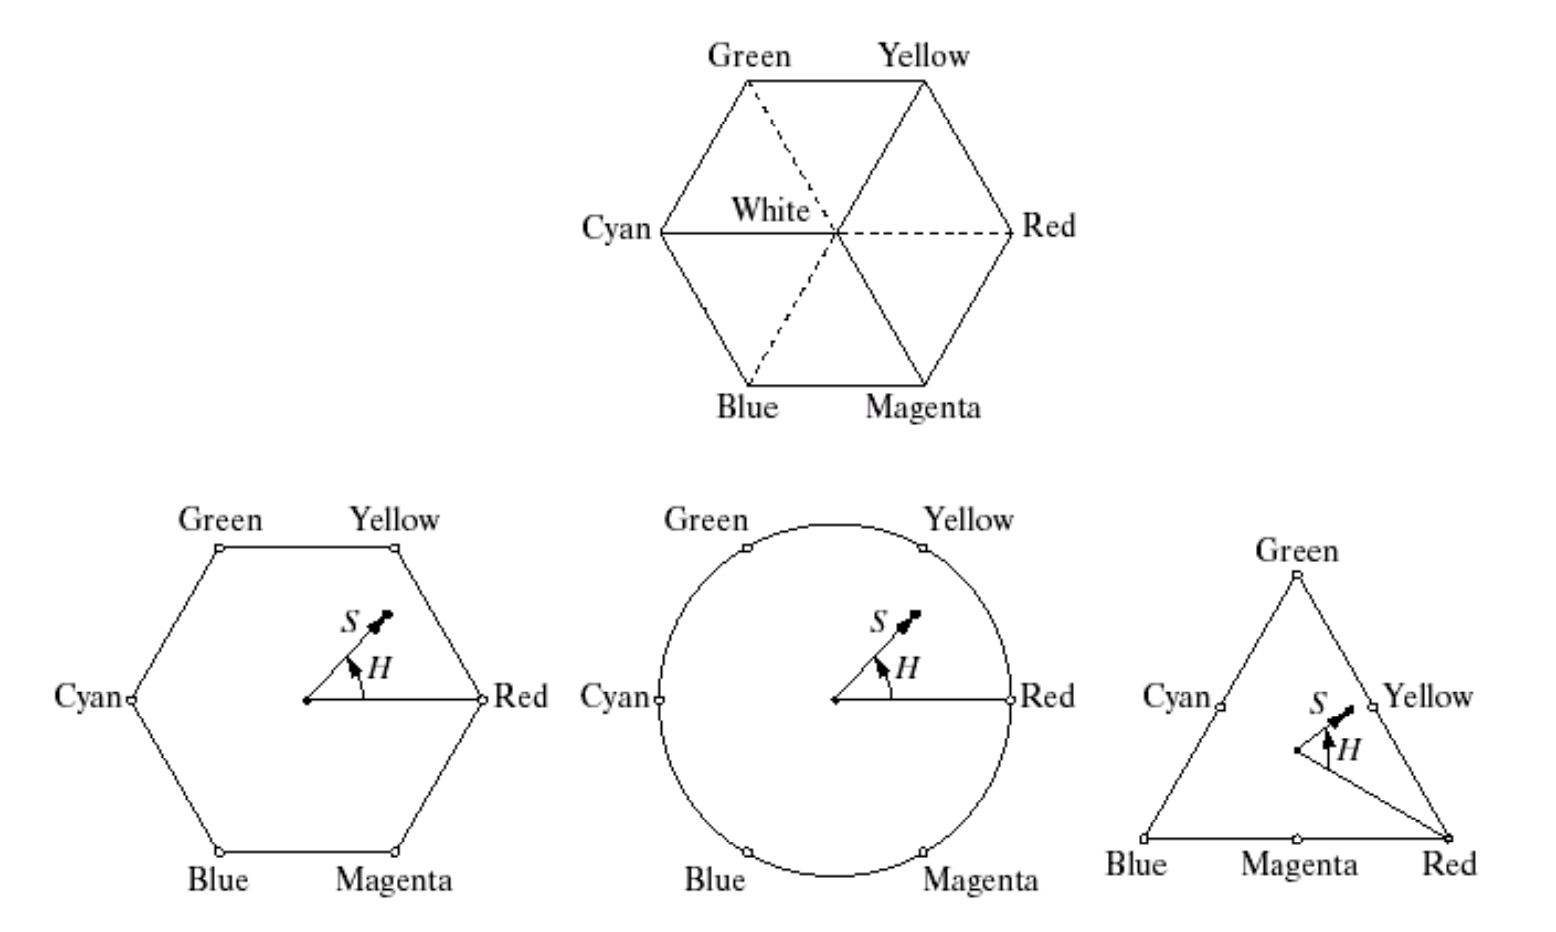 Green Yellow
White
Cyan Red
Blue Magenta
Green Yellow
S
H
Cyan Red
Blue Magenta
Green Yellow
S
H
Cyan Red
Blue Magenta
Green
Cyan S Yellow
H
Blue Magenta Red